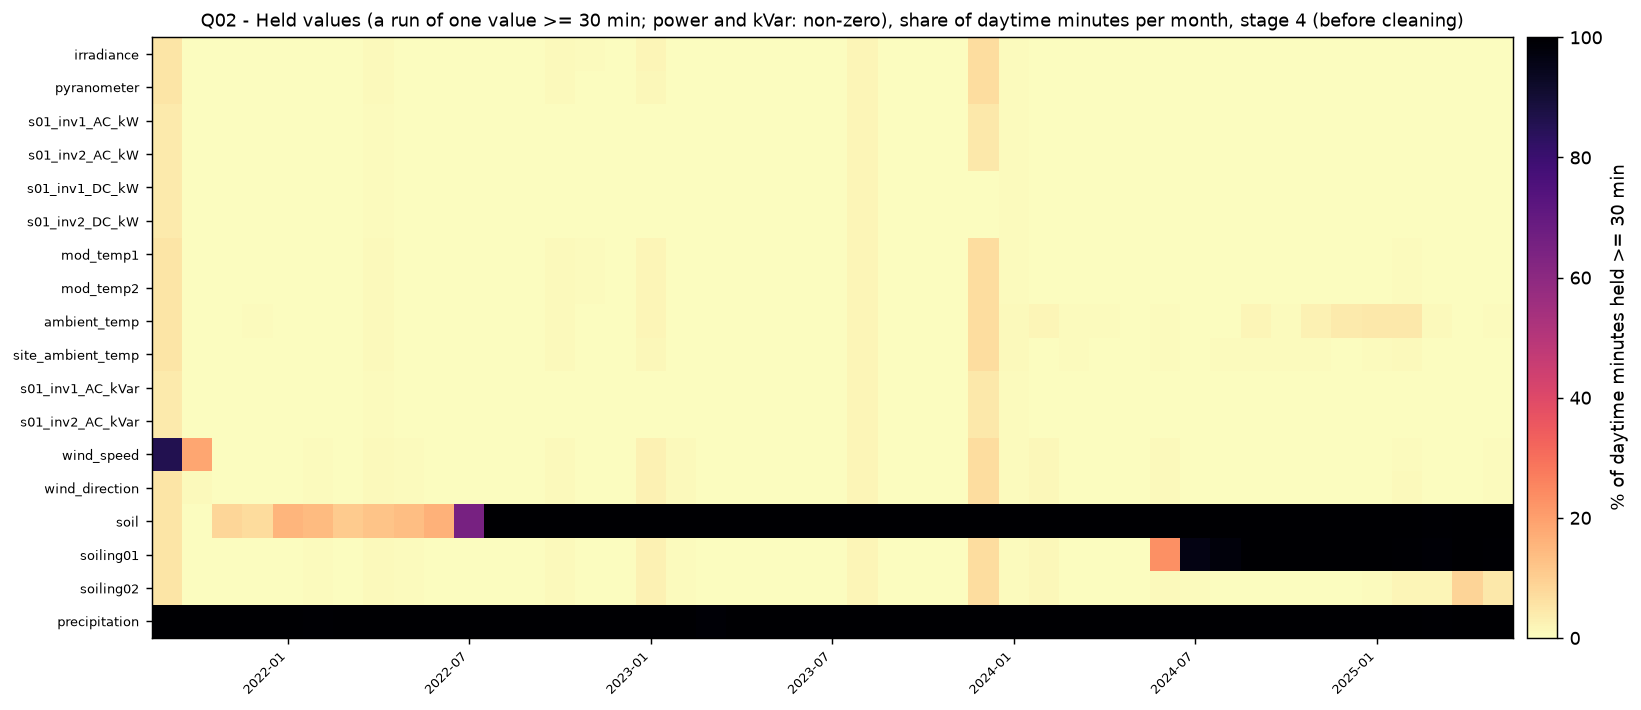 Q02 - Held values (a run of one value >= 30 min; power and kVar: non-zero), share of daytime minutes per month, stage 4 (before cleaning)
irradiance
pyranometer
s01_inv1_AC_kW
s01_inv2_AC_kW
s01_inv1_DC_kW
s01_inv2_DC_kW
mod_temp1
mod_temp2
ambient_temp
site_ambient_temp
s01_inv1_AC_kVar
s01_inv2_AC_kVar
wind_speed
wind_direction
soil
soiling01
soiling02
precipitation
2022-01
2022-07
2023-01
2023-07
2024-01
2024-07
2025-01
100
80
60
40
20
0
% of daytime minutes held >= 30 min